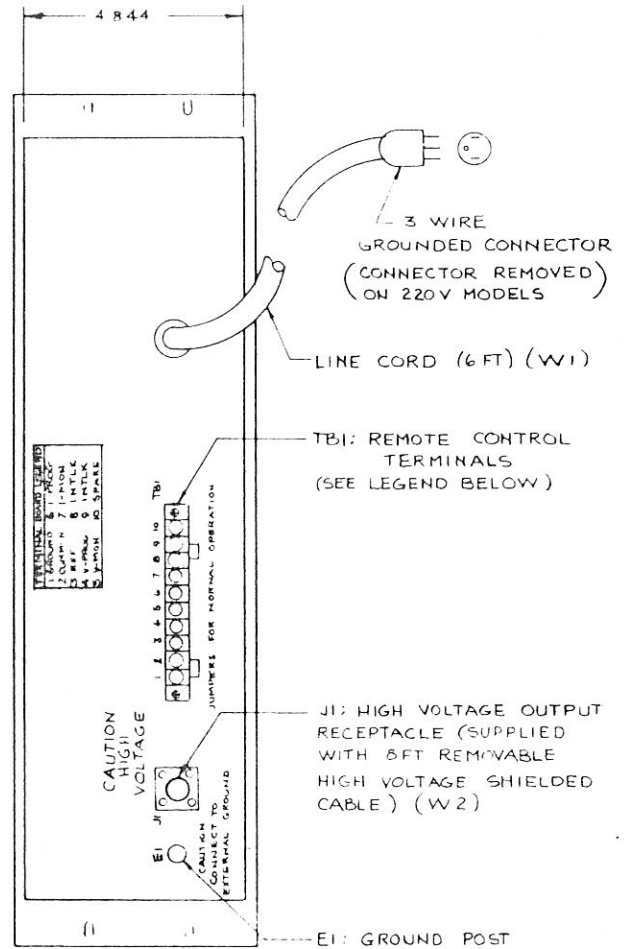 4 844
3 WIRE
GROUNDED CONNECTOR
(CONNECTOR REMOVED)
ON 220V MODELS
LINE CORD (6 FT) (W1)
TB1: REMOTE CONTROL
TERMINALS
(SEE LEGEND BELOW)
TERMINAL BOARD LEGEND
1 GROUND 6 I-PROG
2 COMMON 7 I-MON
3 REF 8 INTLK
4 V-PROG 9 INTLK
5 V-MON 10 SPARE
TB1
1 2 3 4 5 6 7 8 9 10
JUMPERS FOR NORMAL OPERATION
CAUTION
HIGH
VOLTAGE
J1
J1: HIGH VOLTAGE OUTPUT
RECEPTACLE (SUPPLIED
WITH 8FT REMOVABLE
HIGH VOLTAGE SHIELDED
CABLE) (W2)
E1
CAUTION
CONNECT TO
EXTERNAL GROUND
E1: GROUND POST